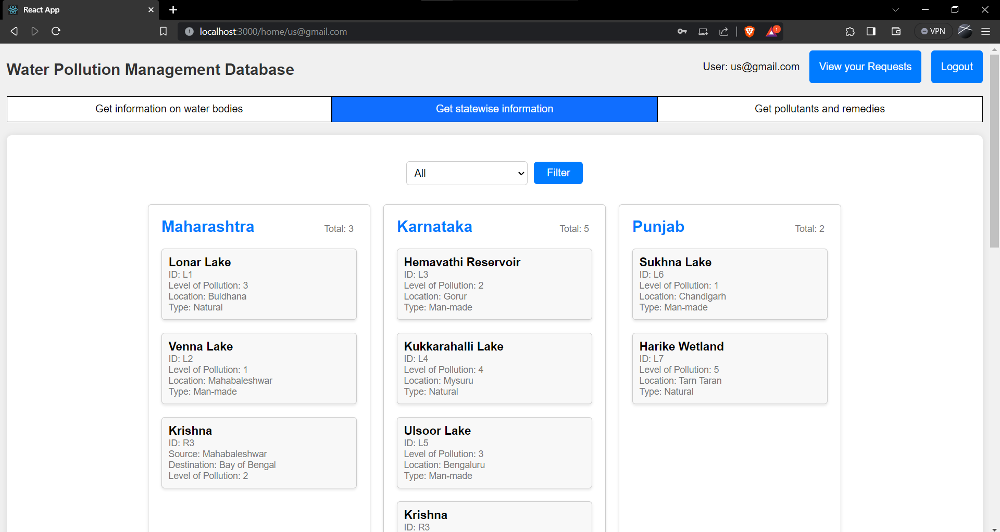 React App
localhost:3000/home/us@gmail.com
1
VPN
Water Pollution Management Database
User: us@gmail.com
View your Requests
Logout
Get information on water bodies
Get statewise information
Get pollutants and remedies
All
Filter
Maharashtra
Total: 3
Lonar Lake
ID: L1
Level of Pollution: 3
Location: Buldhana
Type: Natural
Venna Lake
ID: L2
Level of Pollution: 1
Location: Mahabaleshwar
Type: Man-made
Krishna
ID: R3
Source: Mahabaleshwar
Destination: Bay of Bengal
Level of Pollution: 2
Karnataka
Total: 5
Hemavathi Reservoir
ID: L3
Level of Pollution: 2
Location: Gorur
Type: Man-made
Kukkarahalli Lake
ID: L4
Level of Pollution: 4
Location: Mysuru
Type: Natural
Ulsoor Lake
ID: L5
Level of Pollution: 3
Location: Bengaluru
Type: Man-made
Krishna
ID: R3
Punjab
Total: 2
Sukhna Lake
ID: L6
Level of Pollution: 1
Location: Chandigarh
Type: Man-made
Harike Wetland
ID: L7
Level of Pollution: 5
Location: Tarn Taran
Type: Natural